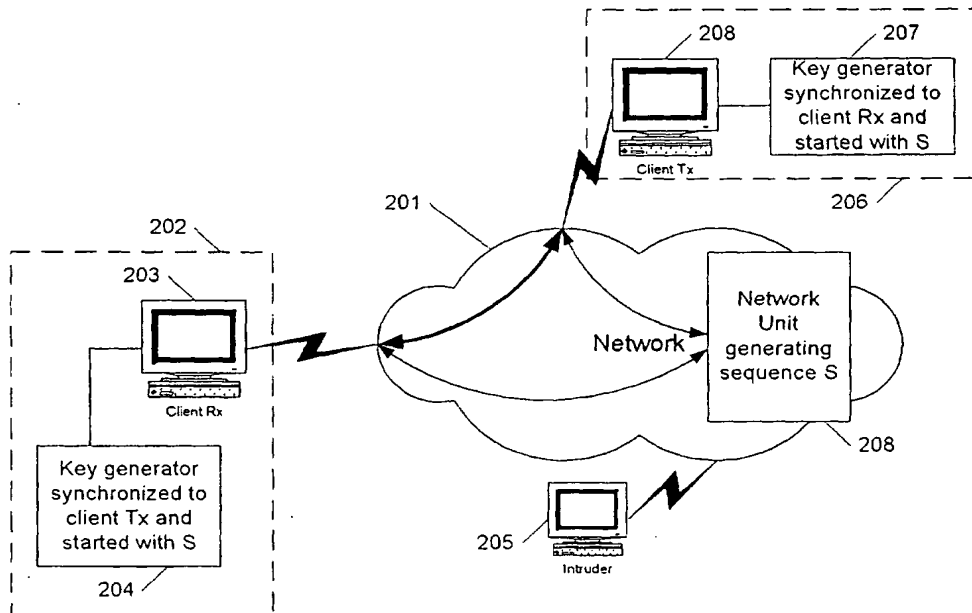 208
207
Key generator
synchronized to
client Rx and
started with S
Client Tx
206
201
202
203
Client Rx
Key generator
synchronized to
client Tx and
started with S
204
Network
Network
Unit
generating
sequence S
208
205
Intruder